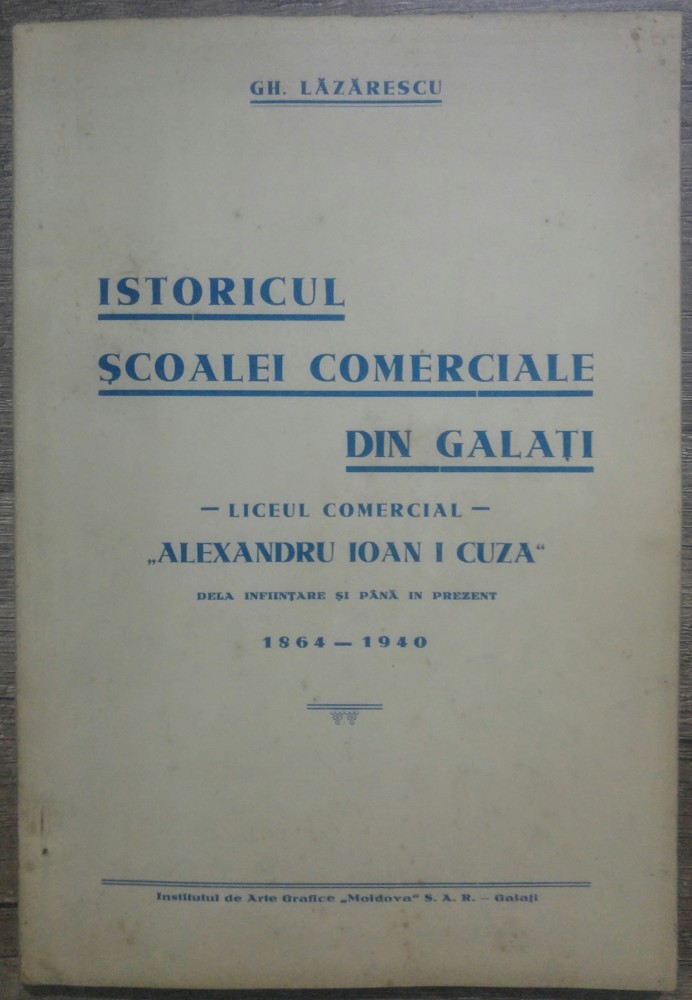 GH. LĂZĂRESCU
ISTORICUL
ȘCOALEI COMERCIALE
DIN GALAȚI
— LICEUL COMERCIAL —
„ALEXANDRU IOAN I CUZA“
DELA INFIINȚARE ȘI PÂNĂ IN PREZENT
1864 — 1940
Institutul de Arte Grafice „Moldova“ S. A. R. — Galați